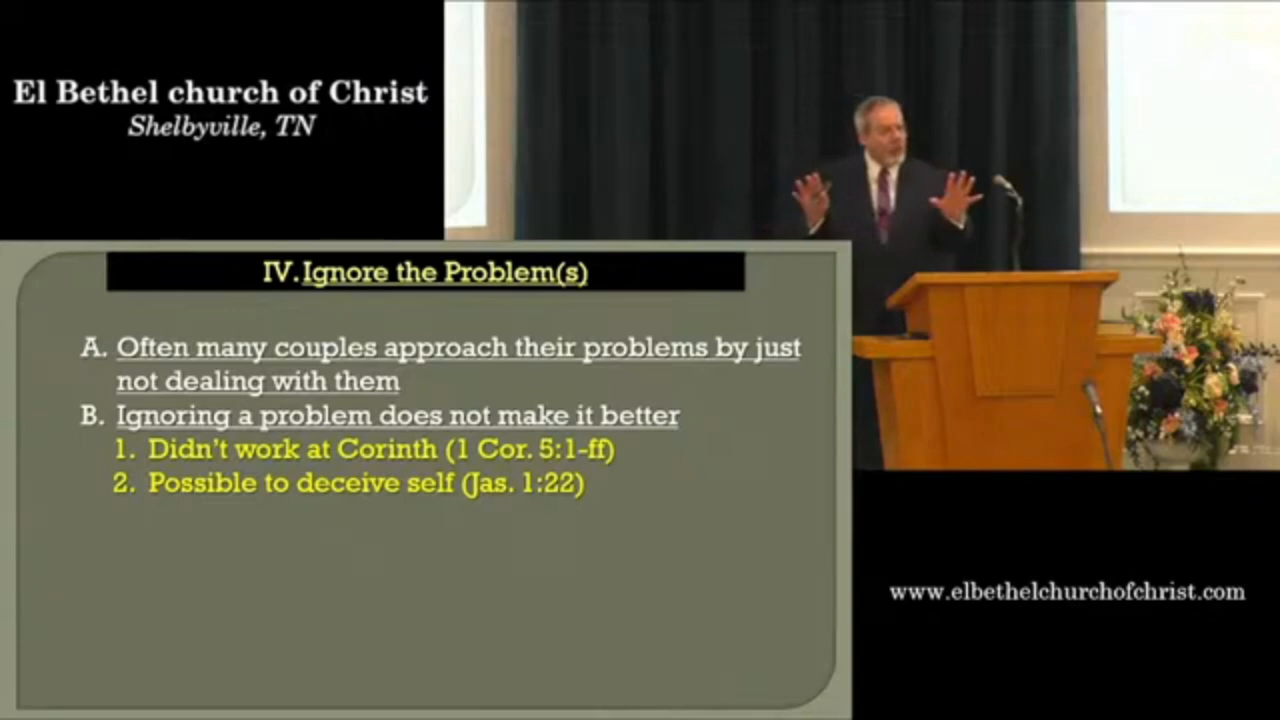 El Bethel church of Christ
Shelbyville, TN
IV. Ignore the Problem(s)
A. Often many couples approach their problems by just
not dealing with them
B. Ignoring a problem does not make it better
1. Didn't work at Corinth (1 Cor. 5:1-ff)
2. Possible to deceive self (Jas. 1:22)
www.elbethelchurchofchrist.com